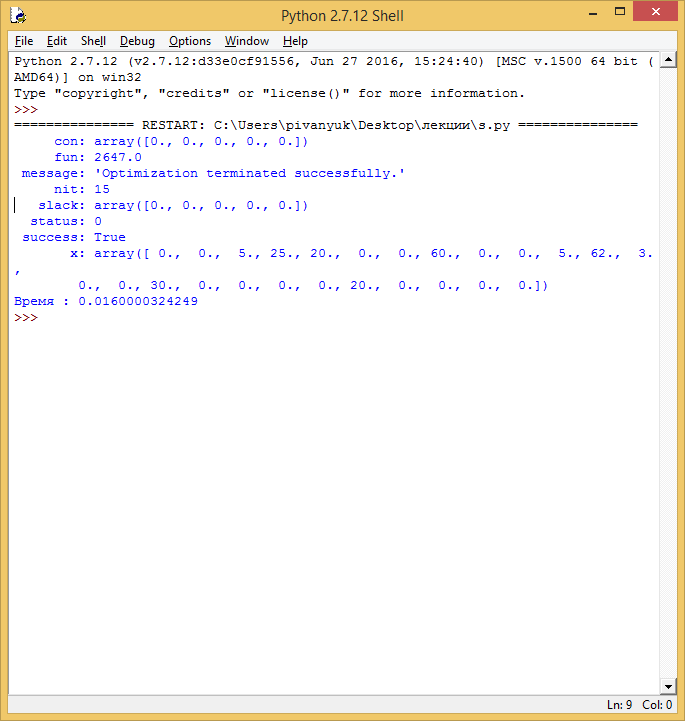 Python 2.7.12 Shell
File Edit Shell Debug Options Window Help
Python 2.7.12 (v2.7.12:d33e0cf91556, Jun 27 2016, 15:24:40) [MSC v.1500 64 bit (
AMD64)] on win32
Type "copyright", "credits" or "license()" for more information.
>>>
=============== RESTART: C:\Users\pivanyuk\Desktop\лекции\s.py ===============
     con: array([0., 0., 0., 0., 0.])
     fun: 2647.0
 message: 'Optimization terminated successfully.'
     nit: 15
   slack: array([0., 0., 0., 0., 0.])
  status: 0
 success: True
       x: array([ 0.,  0.,  5., 25., 20.,  0.,  0., 60.,  0.,  0.,  5., 62.,  3.
,
        0.,  0., 30.,  0.,  0.,  0.,  0., 20.,  0.,  0.,  0.,  0.])
Время : 0.0160000324249
>>>
Ln: 9 Col: 0